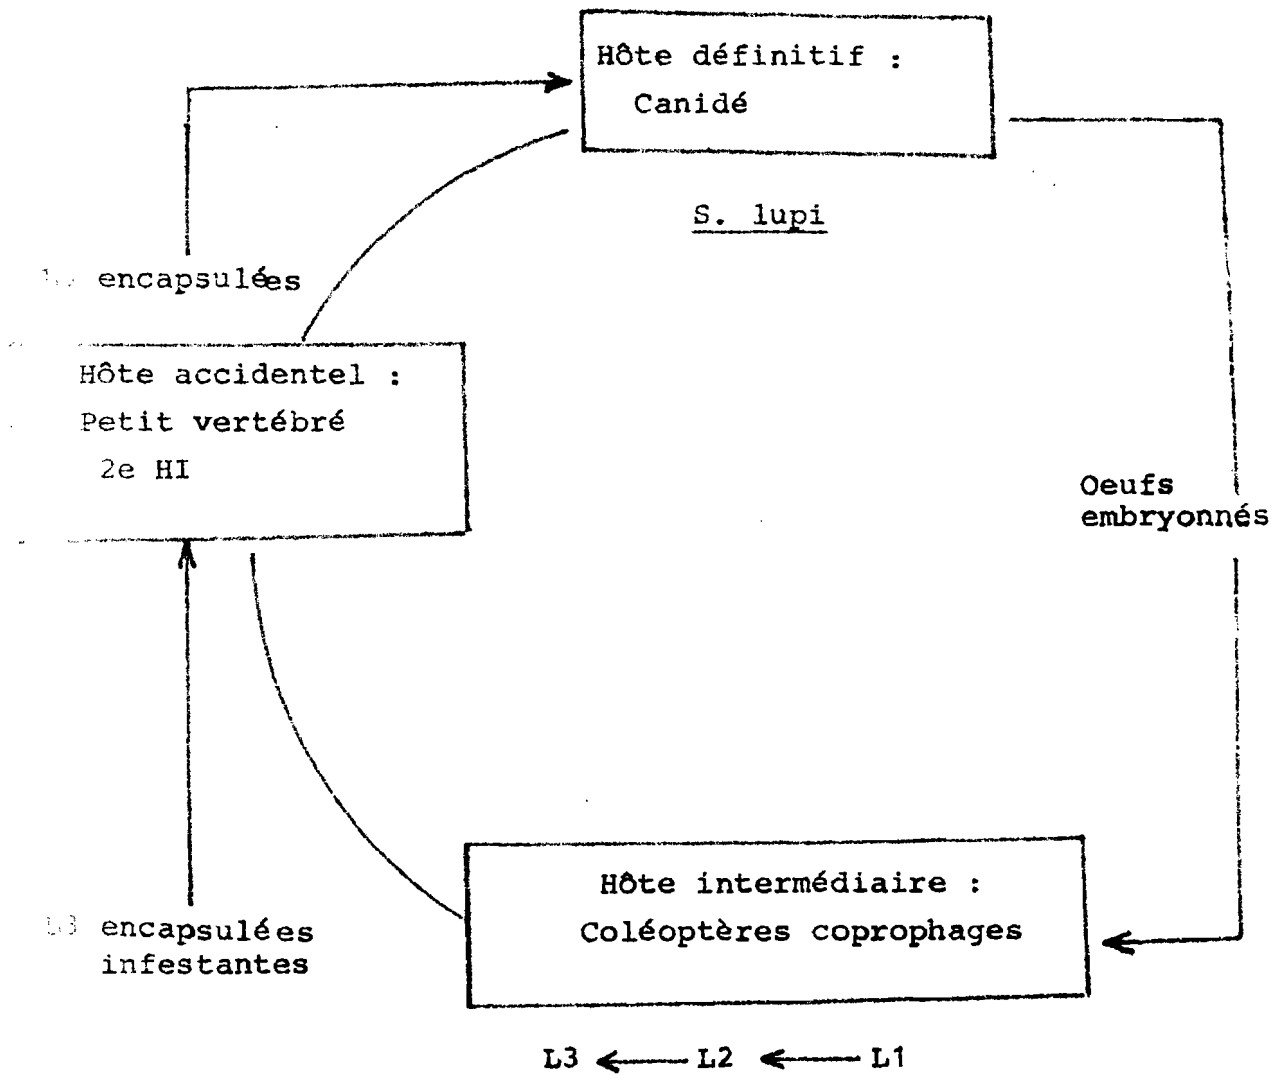 Hôte définitif :
Canidé
S. lupi
encapsulées
Hôte accidentel :
Petit vertébré
2e HI
Oeufs
embryonnés
Hôte intermédiaire :
Coléoptères coprophages
L3 encapsulées
infestantes
L3 L2 L1